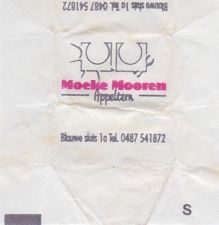 Blauwe sluis 1a Tel. 0487 541872
Moeke Mooren
Appeltern
Blauwe sluis 1a Tel. 0487 541872
S